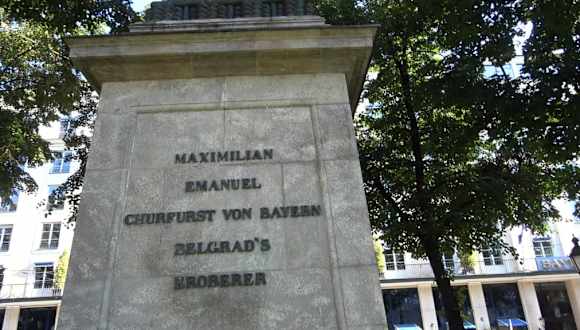 MAXIMILIAN
EMANUEL
CHURFURST VON BAYERN
BELGRAD'S
EROBERER